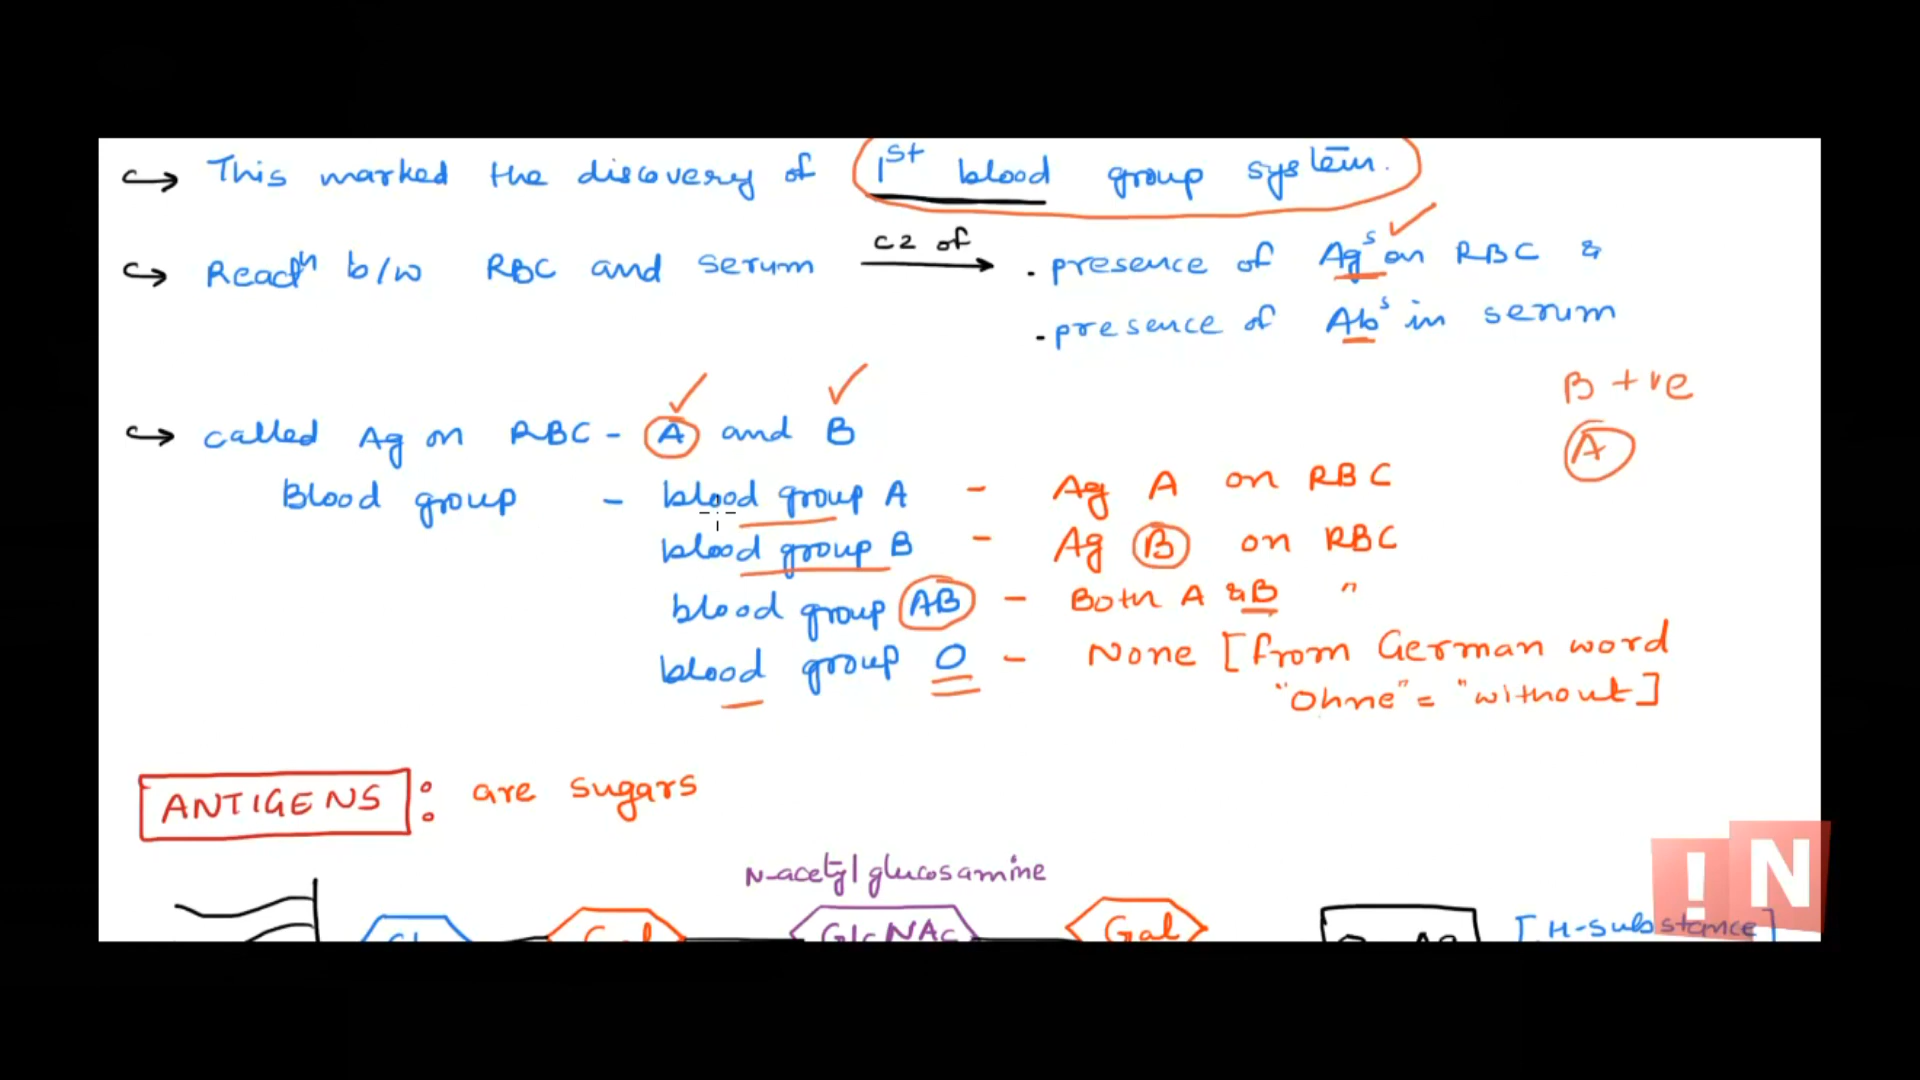 This marked the discovery of 1st blood group system.
Reactn b/w RBC and serum cz of . presence of Ags on RBC &
. presence of Abs in serum
B +ve
called Ag on RBC - A and B
A
Blood group - blood group A - Ag A on RBC
blood group B - Ag B on RBC
blood group AB - Both A & B "
blood group O - None [from German word
"Ohne" = "without]
ANTIGENS : are sugars
N-acetyl glucosamine
Gal GlcNAc Gal [H-substance]
! N